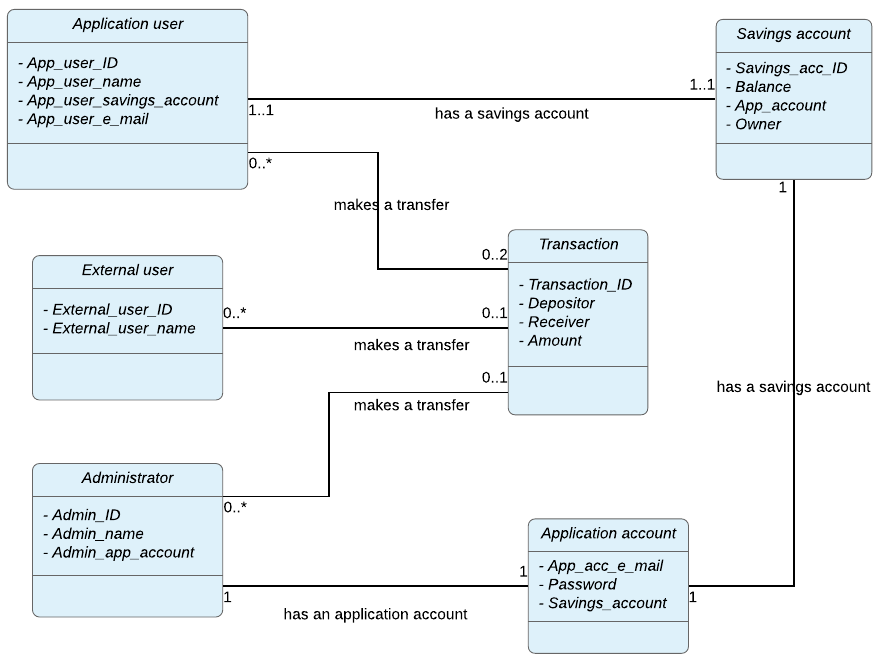 Application user
- App_user_ID
- App_user_name
- App_user_savings_account
- App_user_e_mail
Savings account
- Savings_acc_ID
- Balance
- App_account
- Owner
1..1
1..1
has a savings account
0..*
makes a transfer
0..2
1
Transaction
- Transaction_ID
- Depositor
- Receiver
- Amount
External user
- External_user_ID
- External_user_name
0..*
0..1
makes a transfer
0..1
makes a transfer
has a savings account
Administrator
- Admin_ID
- Admin_name
- Admin_app_account
0..*
1
1
has an application account
Application account
- App_acc_e_mail
- Password
- Savings_account
1